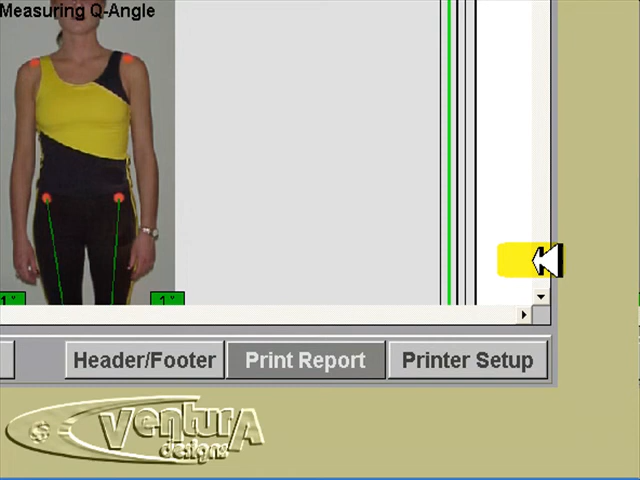 Measuring Q-Angle
1° 1°
Header/Footer Print Report Printer Setup
Ventura
designs